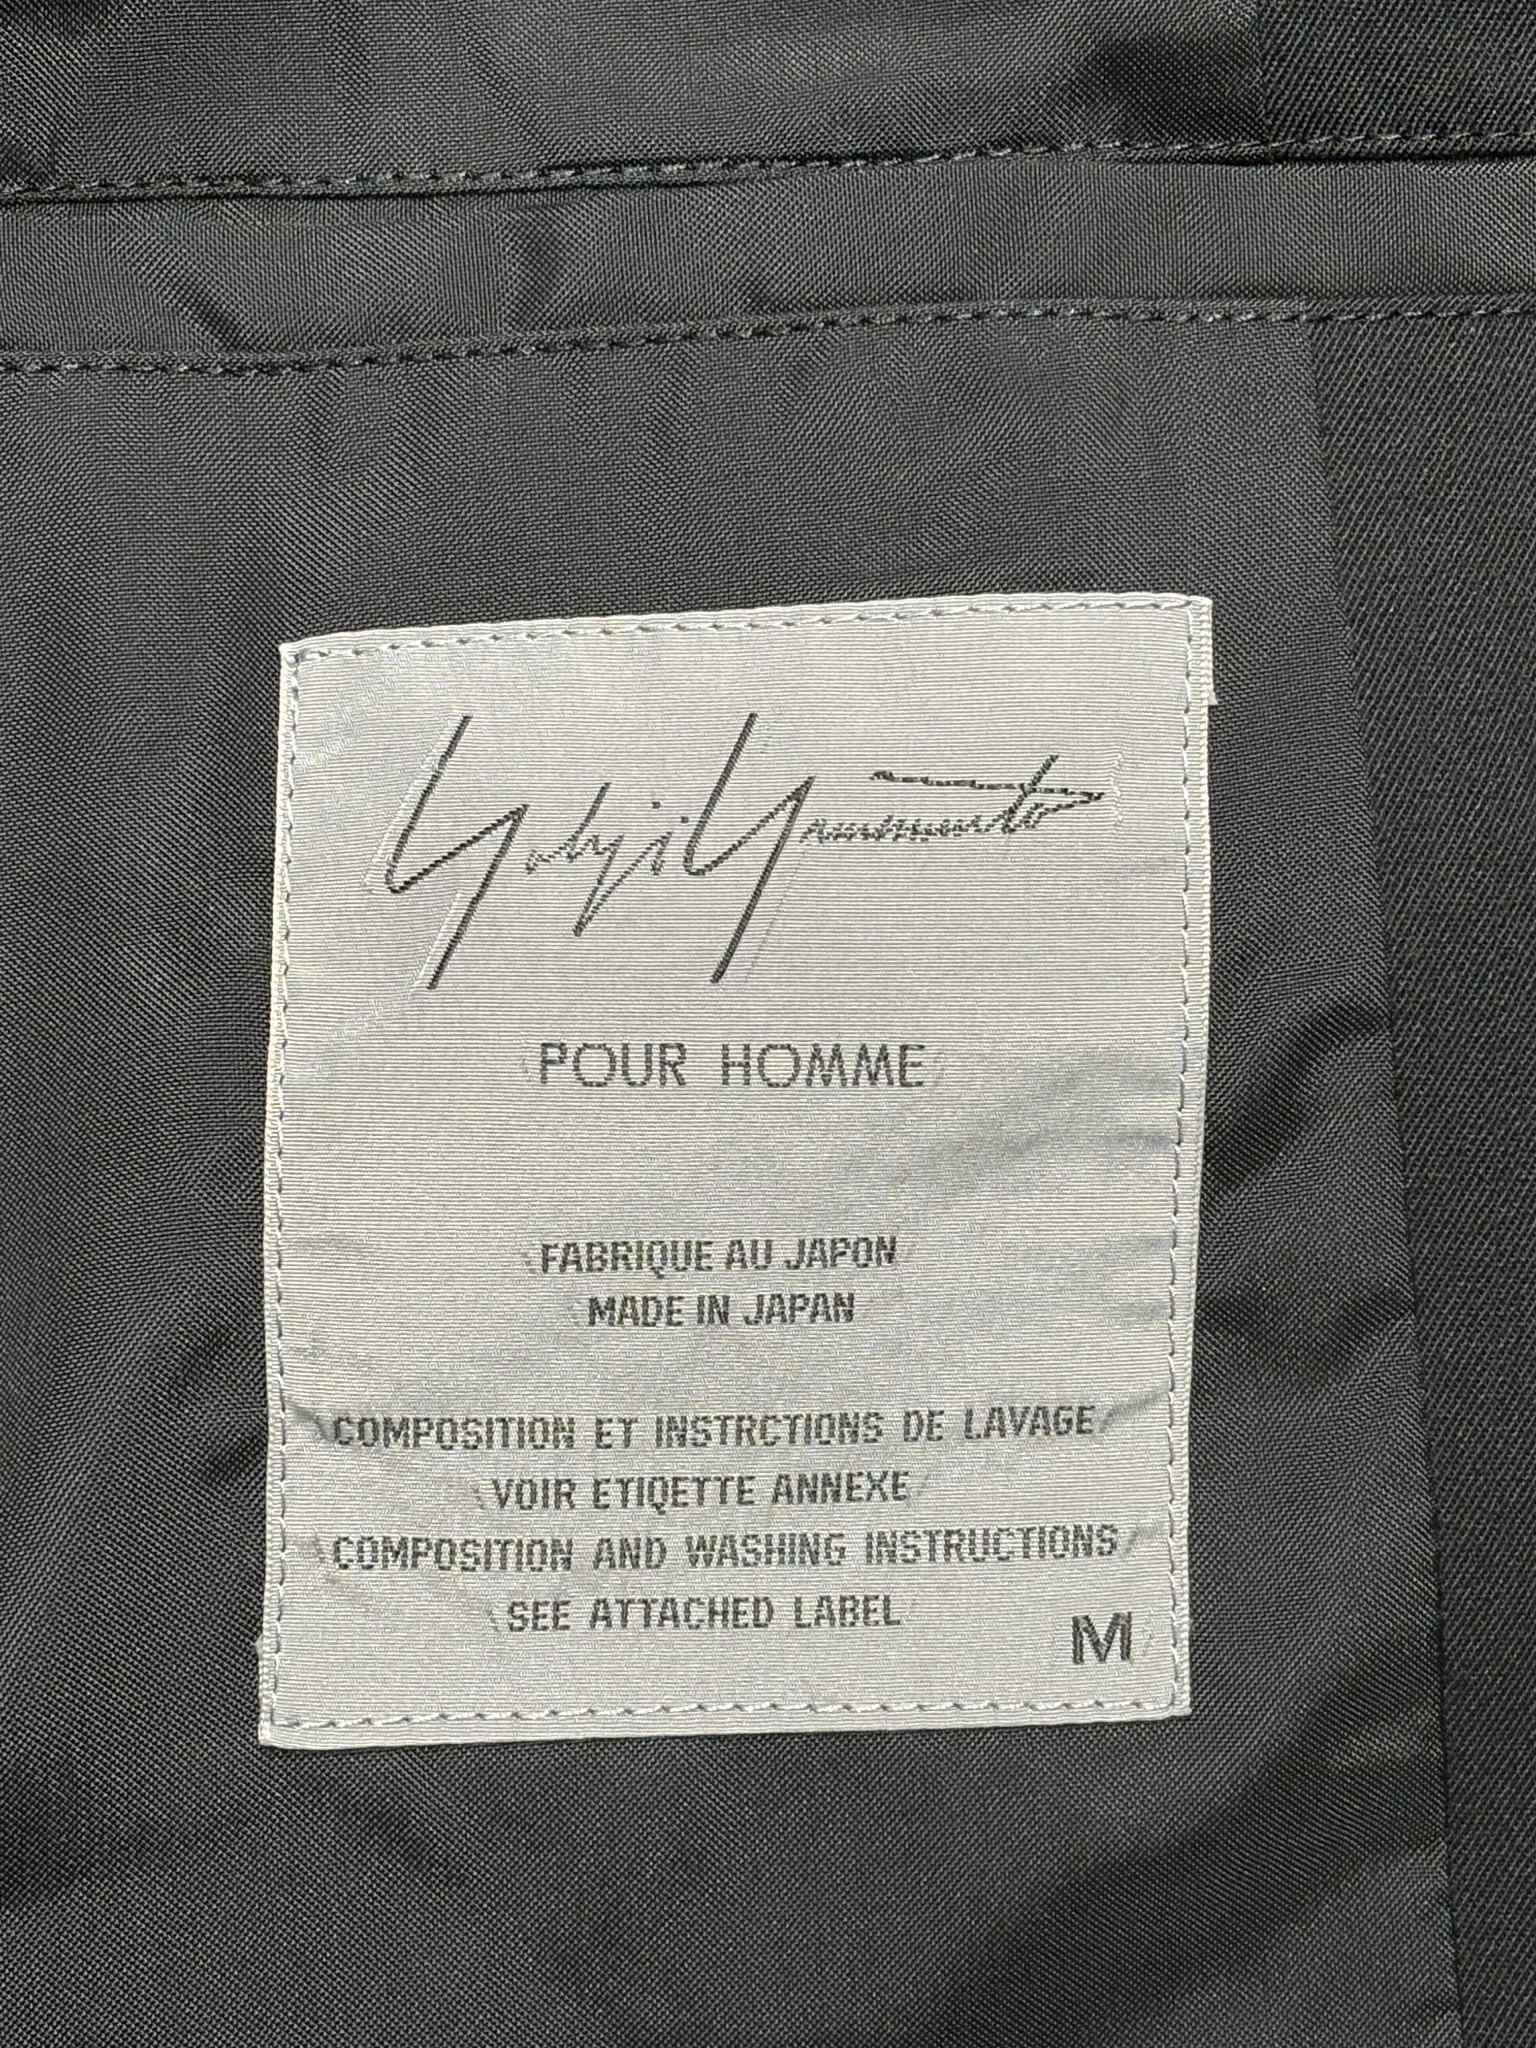 Yohji Yamamoto
POUR HOMME
FABRIQUE AU JAPON
MADE IN JAPAN
COMPOSITION ET INSTRCTIONS DE LAVAGE
VOIR ETIQETTE ANNEXE
COMPOSITION AND WASHING INSTRUCTIONS
SEE ATTACHED LABEL
M